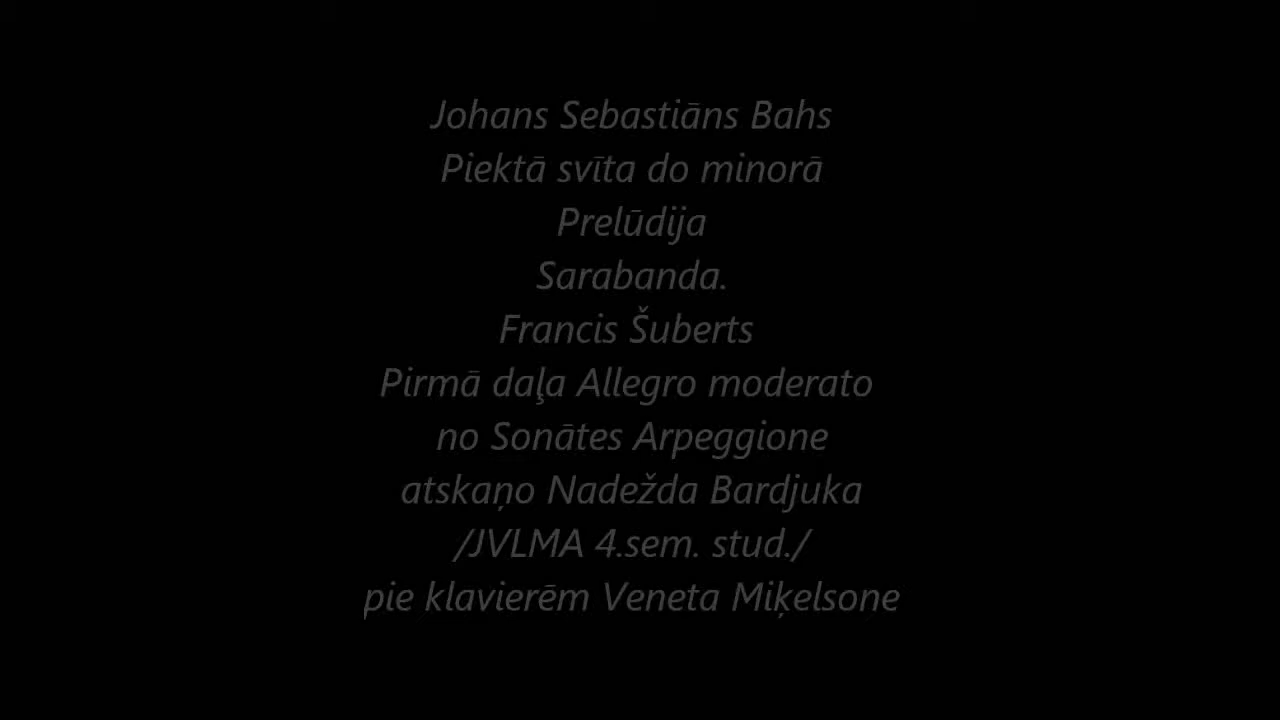 Johans Sebastiāns Bahs
Piektā svīta do minorā
Prelūdija
Sarabanda.
Francis Šuberts
Pirmā daļa Allegro moderato
no Sonātes Arpeggione
atskaņo Nadežda Bardjuka
/JVLMA 4.sem. stud./
pie klavierēm Veneta Miķelsone